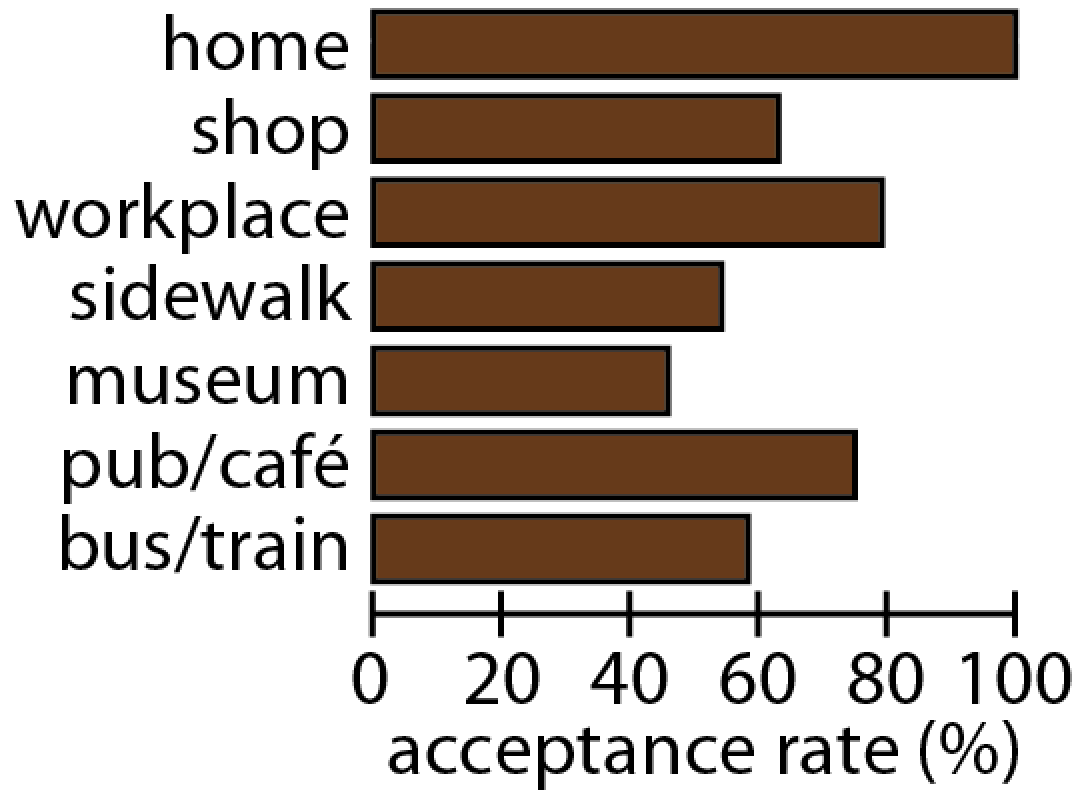 home
shop
workplace
sidewalk
museum
pub/café
bus/train
0 20 40 60 80 100
acceptance rate (%)